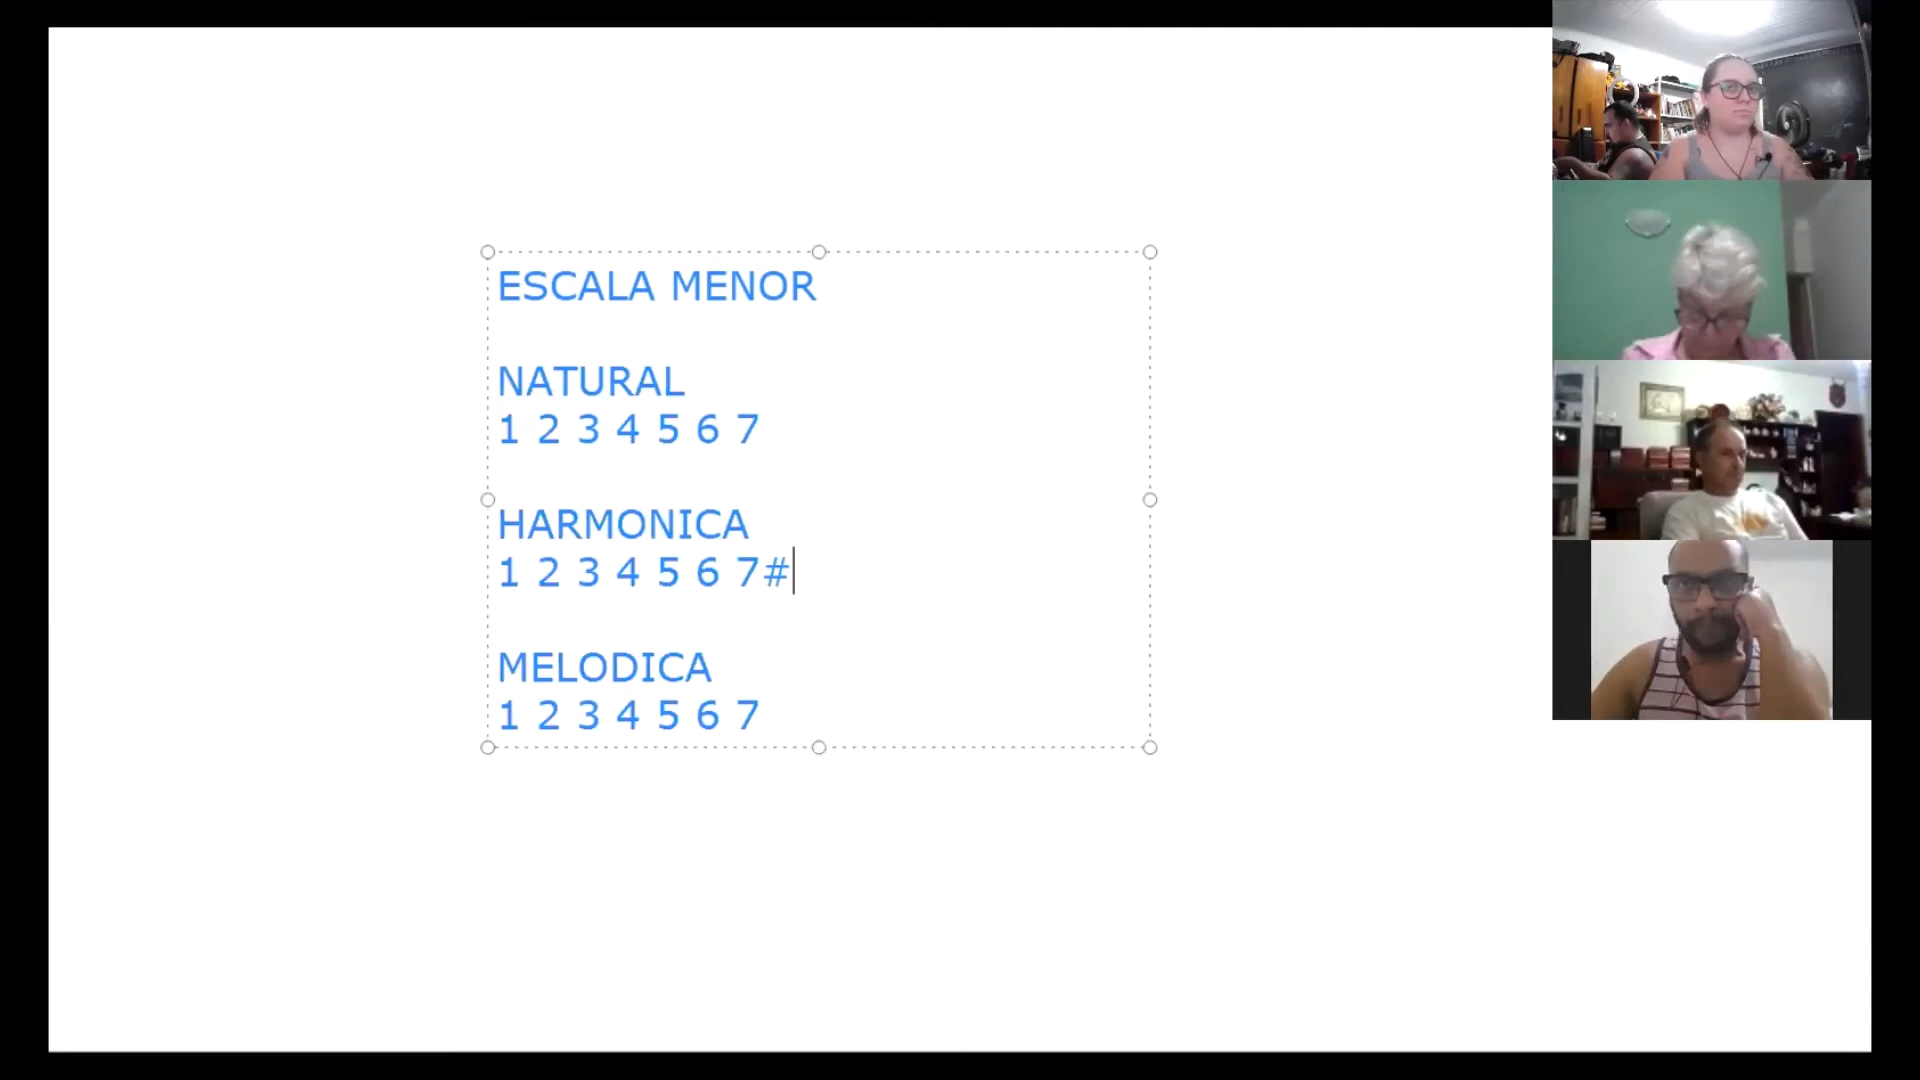 ESCALA MENOR
NATURAL
1 2 3 4 5 6 7
HARMONICA
1 2 3 4 5 6 7#
MELODICA
1 2 3 4 5 6 7